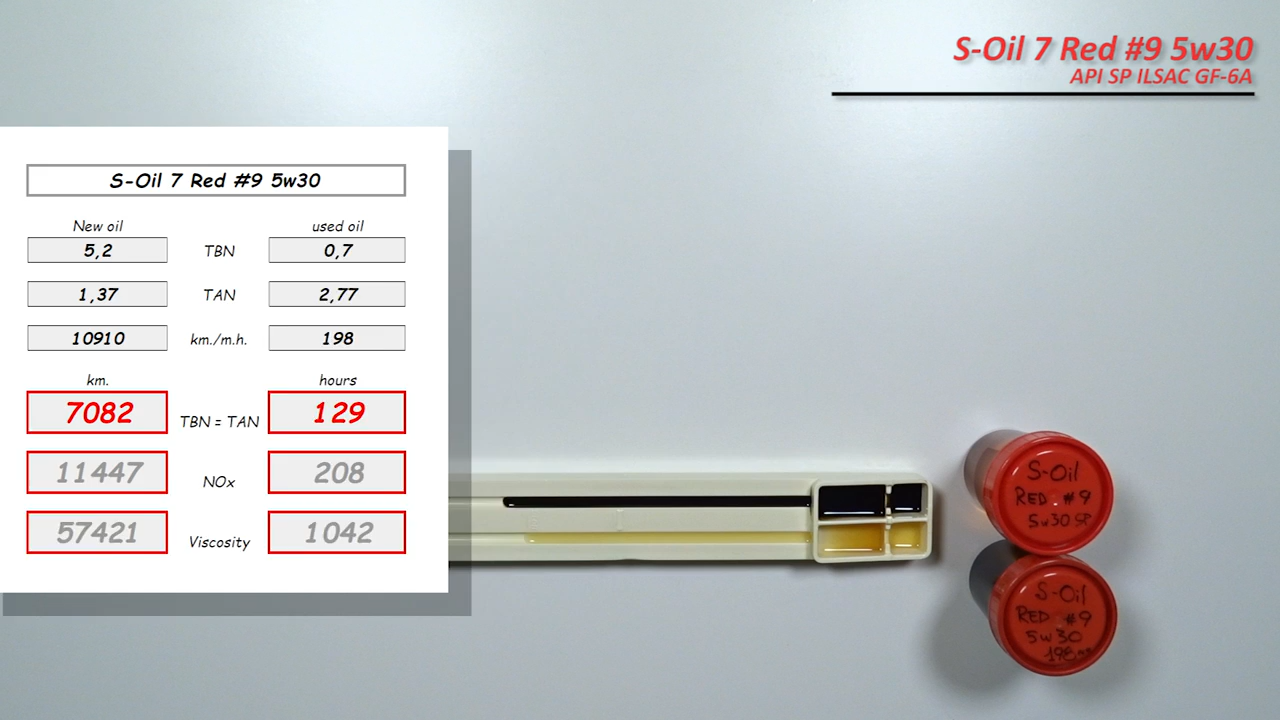 S-Oil 7 Red #9 5w30
API SP ILSAC GF-6A
S-Oil 7 Red #9 5w30
New oil used oil
5,2 TBN 0,7
1,37 TAN 2,77
10910 km./m.h. 198
km. hours
7082 TBN = TAN 129
11447 NOx 208
57421 Viscosity 1042
S-Oil
RED #9
5w30 SP
S-Oil
RED #9
5w30